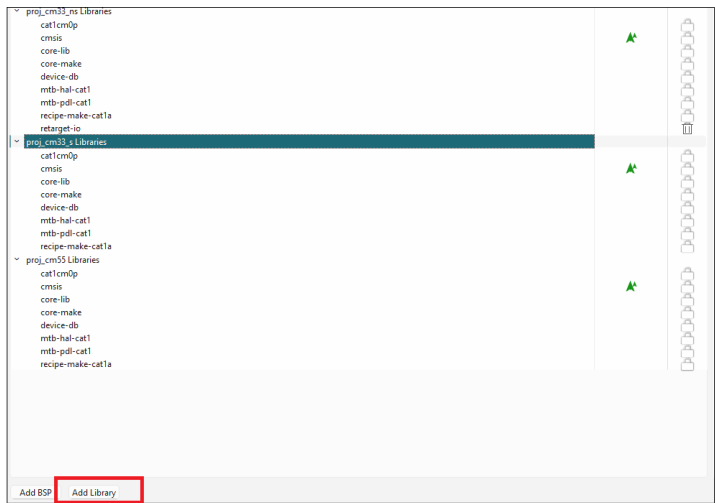 proj_cm33_ns Libraries
cat1cm0p
cmsis
core-lib
core-make
device-db
mtb-hal-cat1
mtb-pdl-cat1
recipe-make-cat1a
retarget-io
proj_cm33_s Libraries
cat1cm0p
cmsis
core-lib
core-make
device-db
mtb-hal-cat1
mtb-pdl-cat1
recipe-make-cat1a
proj_cm55 Libraries
cat1cm0p
cmsis
core-lib
core-make
device-db
mtb-hal-cat1
mtb-pdl-cat1
recipe-make-cat1a
Add BSP Add Library